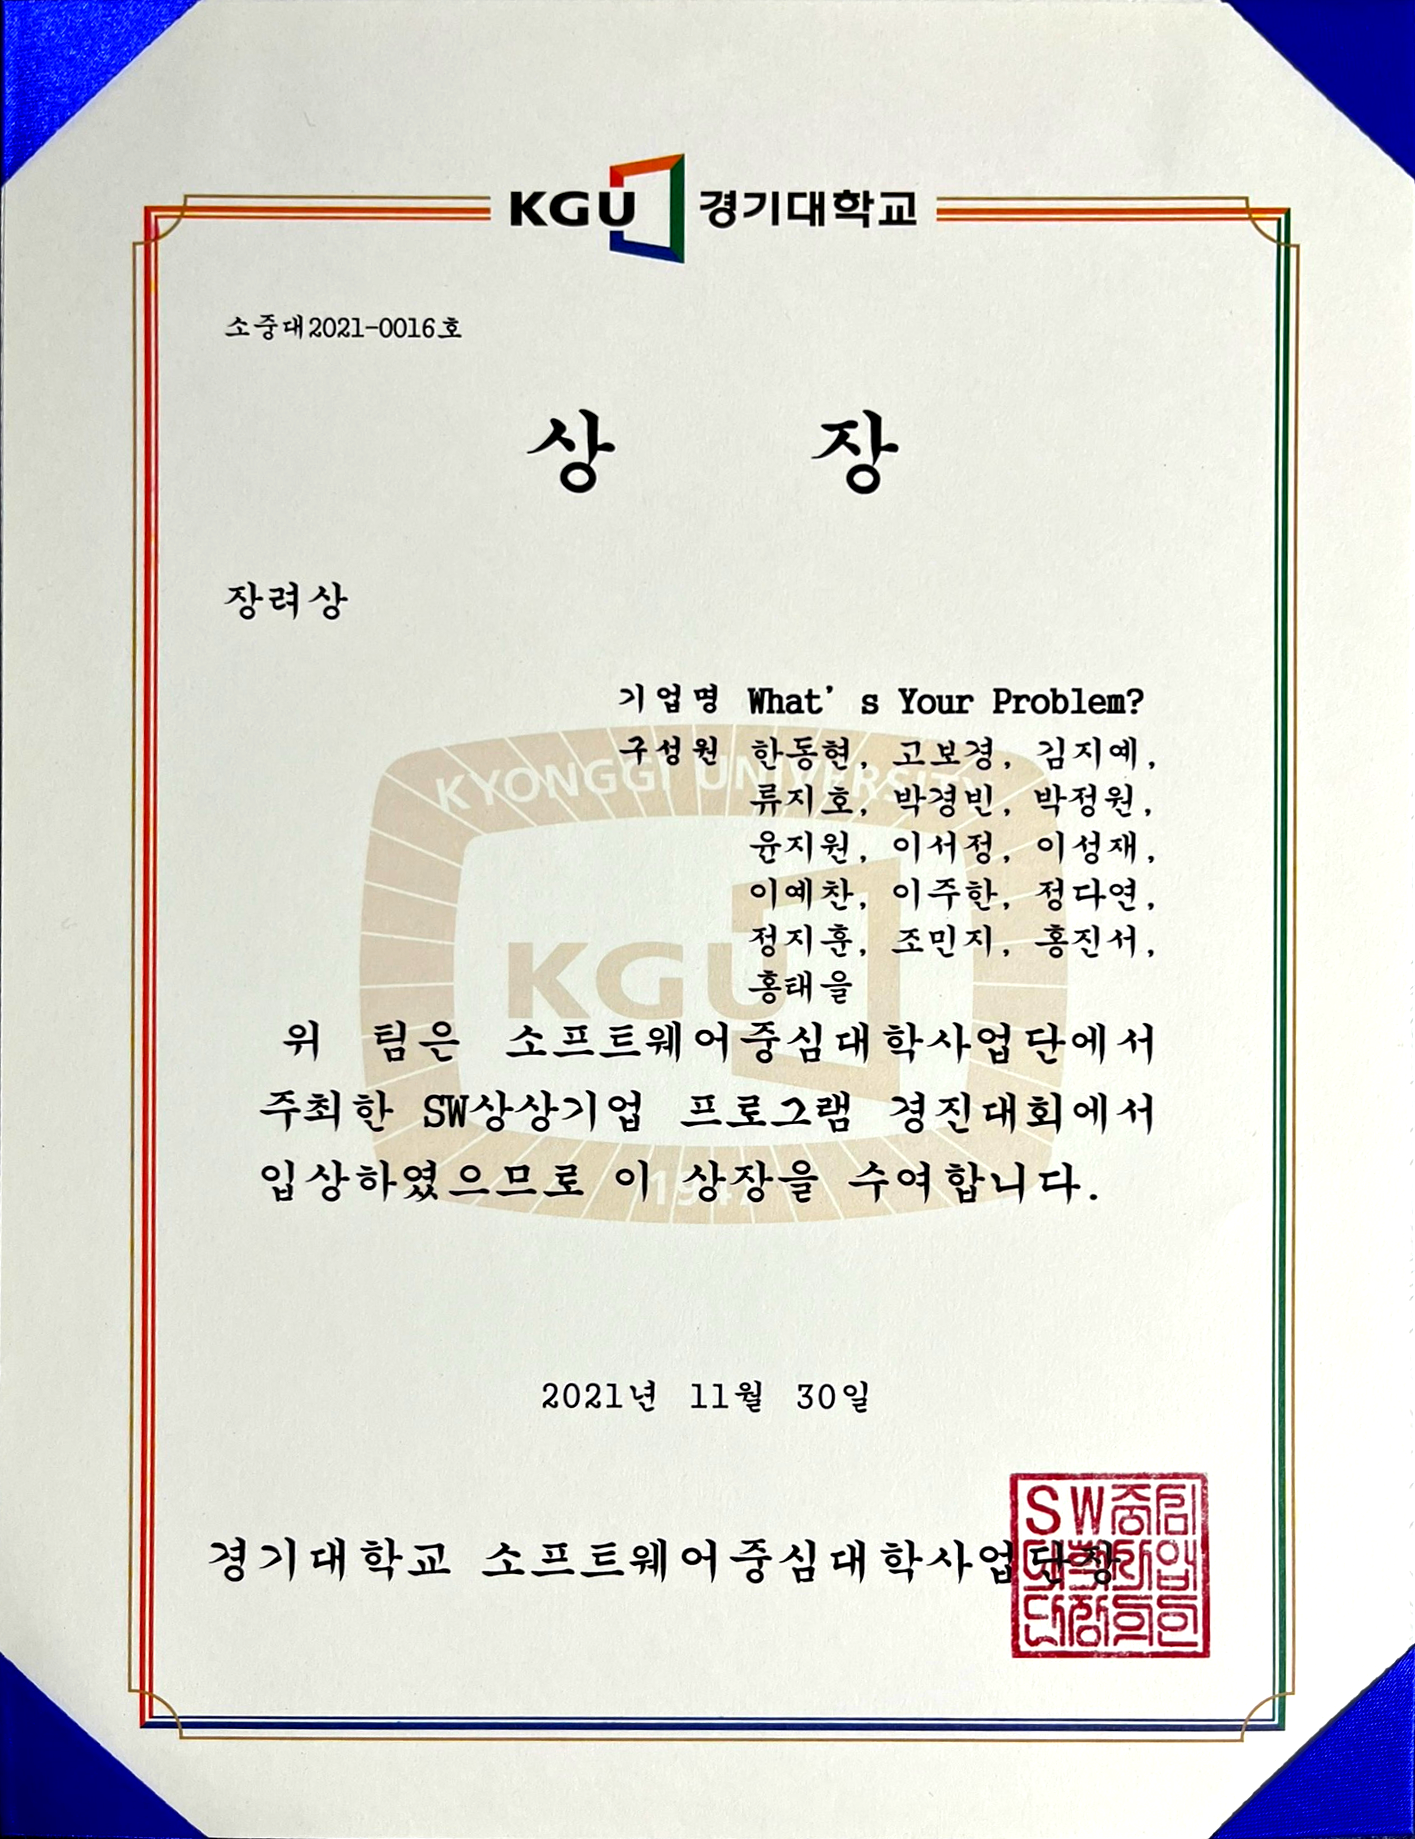 KGU 경기대학교
소중대2021-0016호
상 장
장려상
기업명 What's Your Problem?
구성원 한동현, 고보경, 김지예,
류지호, 박경빈, 박정원,
윤지원, 이서정, 이성재,
이예찬, 이주한, 정다연,
정지훈, 조민지, 홍진서,
홍태을
KYONGGI UNIVERSITY
KGU
위 팀은 소프트웨어중심대학사업단에서
주최한 SW상상기업 프로그램 경진대회에서
입상하였으므로 이 상장을 수여합니다.
2021년 11월 30일
경기대학교 소프트웨어중심대학사업단장
SW중심
대학사업
단장의인